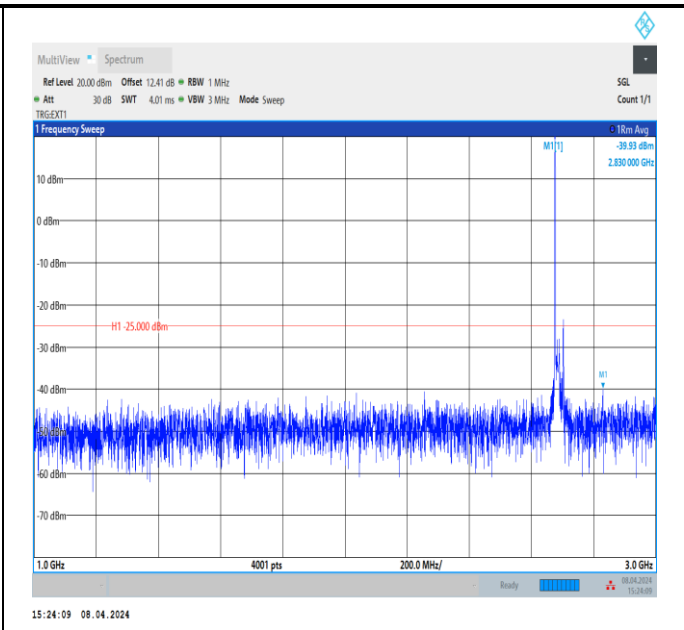 MultiView Spectrum
Ref Level 20.00 dBm Offset 12.41 dB RBW 1 MHz SGL
Att 30 dB SWT 4.01 ms VBW 3 MHz Mode Sweep Count 1/1
TRG:EXT1
1 Frequency Sweep 1Rm Avg
M1[1] -39.93 dBm
2.830 000 GHz
10 dBm
0 dBm
-10 dBm
-20 dBm
H1 -25.000 dBm
-30 dBm
M1
-40 dBm
-50 dBm
-60 dBm
-70 dBm
1.0 GHz 4001 pts 200.0 MHz/ 3.0 GHz
Ready 08.04.2024
15:24:09
15:24:09 08.04.2024